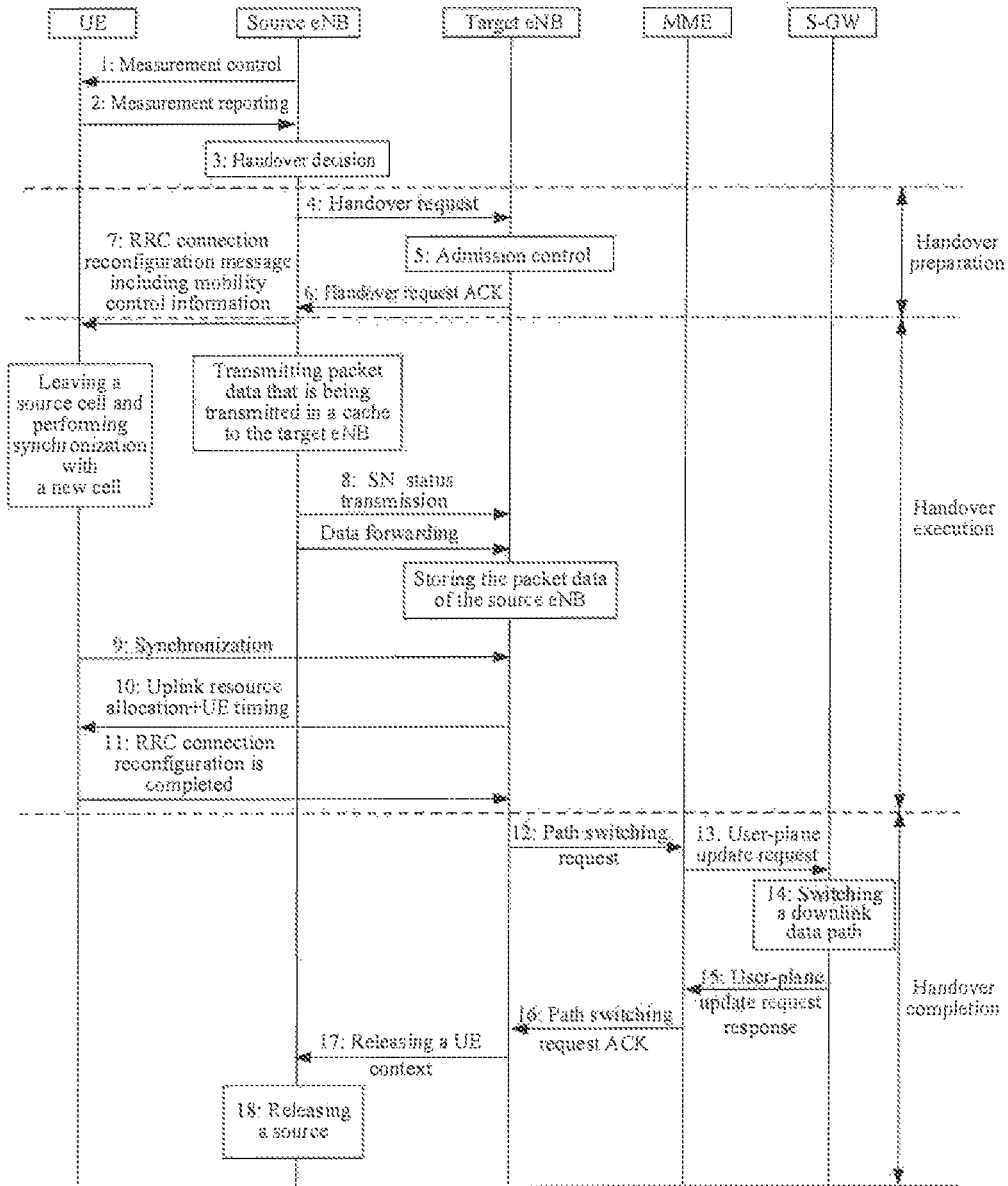 UE
Source eNB
Target eNB
MME
S-GW
1: Measurement control
2: Measurement reporting
3: Handover decision
4: Handover request
7: RRC connection
reconfiguration message
including mobility
control information
5: Admission control
Handover
preparation
6: Handover request ACK
Leaving a
source cell and
performing
synchronization
with
a new cell
Transmitting packet
data that is being
transmitted in a cache
to the target eNB
8: SN status
transmission
Data forwarding
Handover
execution
Storing the packet data
of the source eNB
9: Synchronization
10: Uplink resource
allocation+UE timing
11: RRC connection
reconfiguration is
completed
12: Path switching
request
13: User-plane
update request
14: Switching
a downlink
data path
15: User-plane
update request
response
Handover
completion
16: Path switching
request ACK
17: Releasing a UE
context
18: Releasing
a source